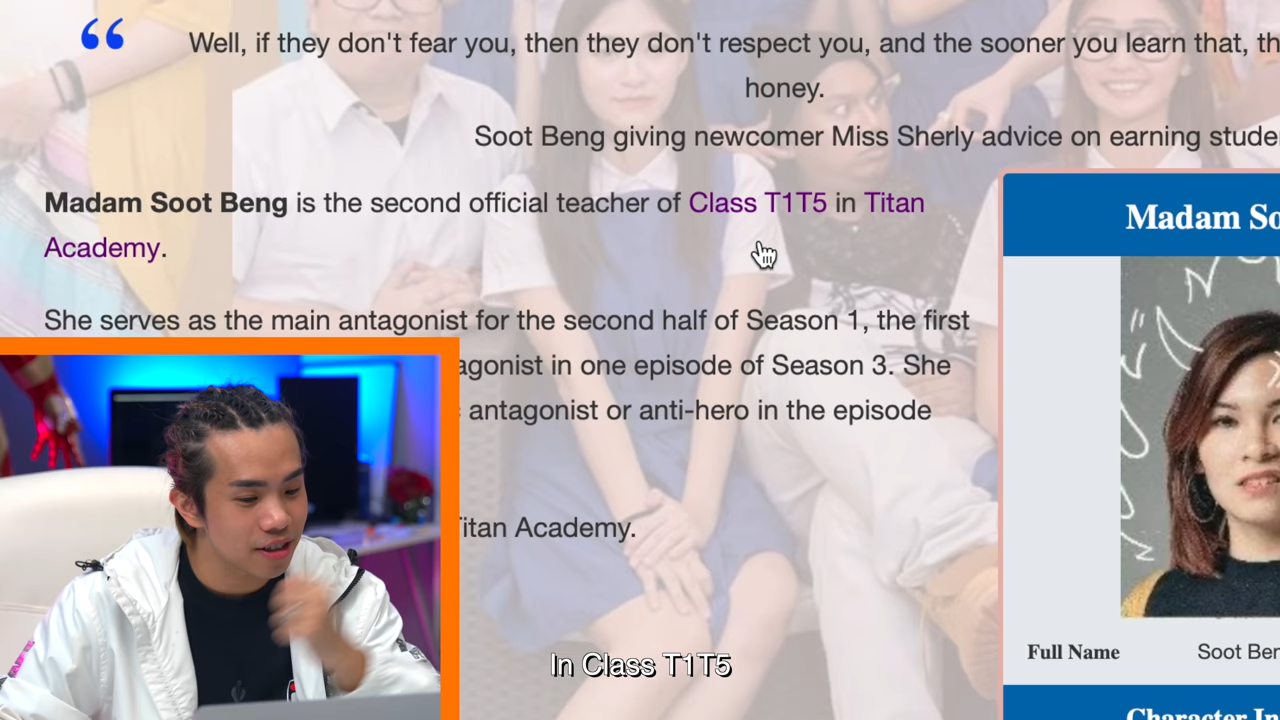 “ Well, if they don't fear you, then they don't respect you, and the sooner you learn that, th
honey.
Soot Beng giving newcomer Miss Sherly advice on earning stude
Madam Soot Beng is the second official teacher of Class T1T5 in Titan
Academy.
She serves as the main antagonist for the second half of Season 1, the first
agonist in one episode of Season 3. She
antagonist or anti-hero in the episode
Titan Academy.
Madam So
Full Name Soot Ber
Character In
In Class T1T5